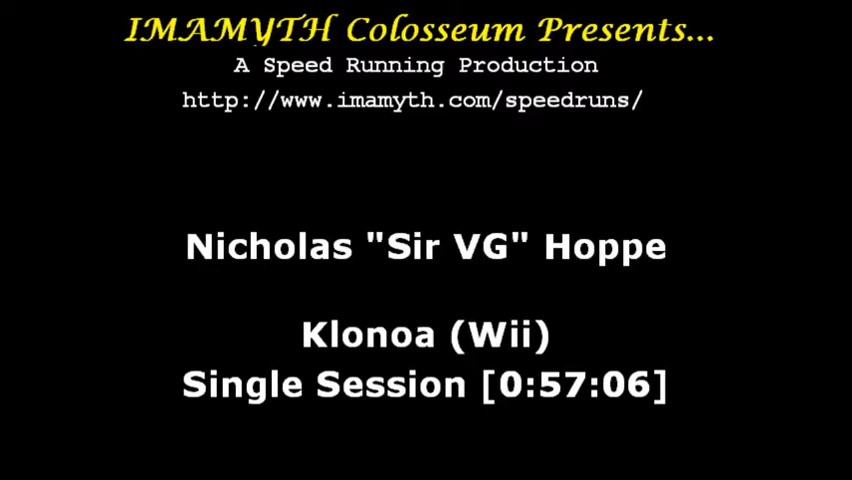 IMAMYTH Colosseum Presents...
A Speed Running Production
http://www.imamyth.com/speedruns/
Nicholas "Sir VG" Hoppe
Klonoa (Wii)
Single Session [0:57:06]